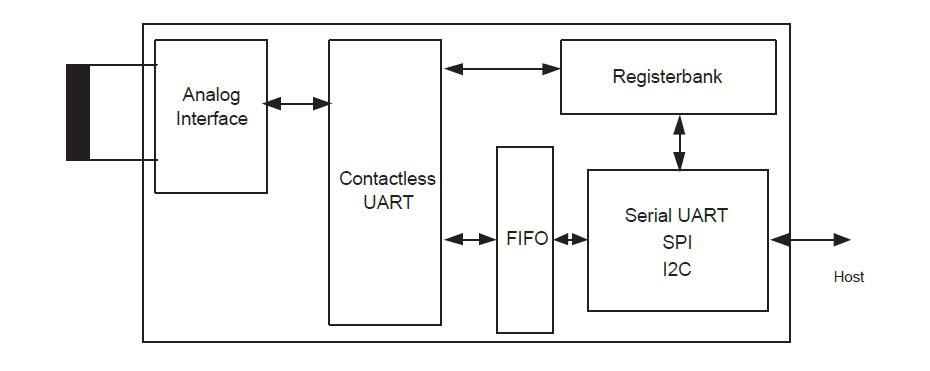 Analog
Interface
Contactless
UART
Registerbank
FIFO
Serial UART
SPI
I2C
Host